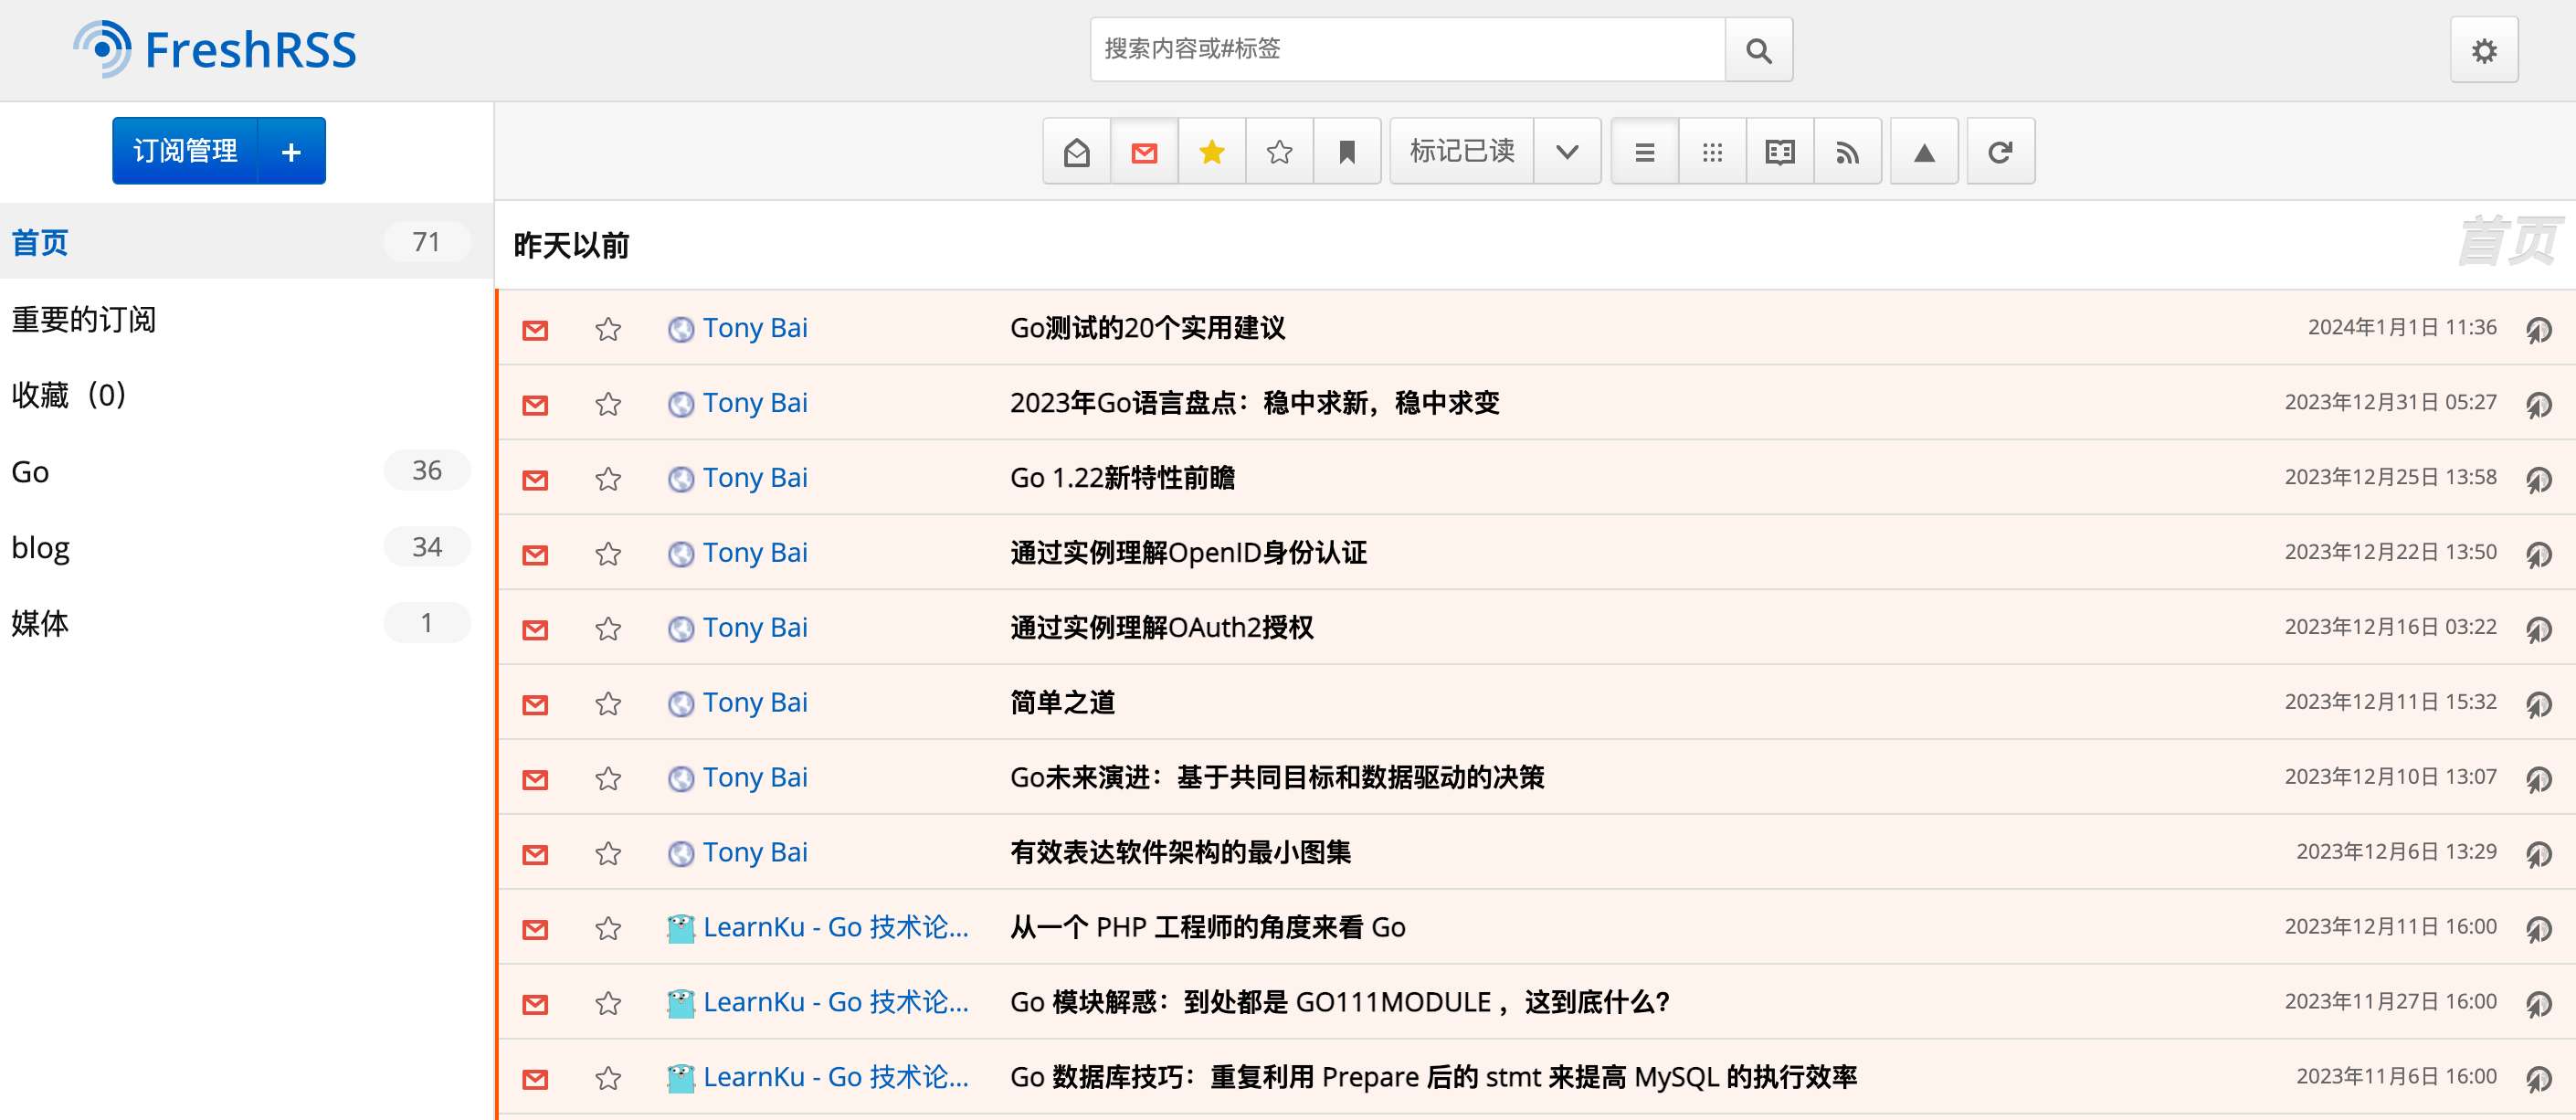 FreshRSS
搜索内容或#标签
订阅管理 +
标记已读
首页 71
重要的订阅
收藏（0）
Go 36
blog 34
媒体 1
昨天以前 首页
Tony Bai Go测试的20个实用建议 2024年1月1日 11:36
Tony Bai 2023年Go语言盘点：稳中求新，稳中求变 2023年12月31日 05:27
Tony Bai Go 1.22新特性前瞻 2023年12月25日 13:58
Tony Bai 通过实例理解OpenID身份认证 2023年12月22日 13:50
Tony Bai 通过实例理解OAuth2授权 2023年12月16日 03:22
Tony Bai 简单之道 2023年12月11日 15:32
Tony Bai Go未来演进：基于共同目标和数据驱动的决策 2023年12月10日 13:07
Tony Bai 有效表达软件架构的最小图集 2023年12月6日 13:29
LearnKu - Go 技术论... 从一个 PHP 工程师的角度来看 Go 2023年12月11日 16:00
LearnKu - Go 技术论... Go 模块解惑：到处都是 GO111MODULE ，这到底什么？ 2023年11月27日 16:00
LearnKu - Go 技术论... Go 数据库技巧：重复利用 Prepare 后的 stmt 来提高 MySQL 的执行效率 2023年11月6日 16:00